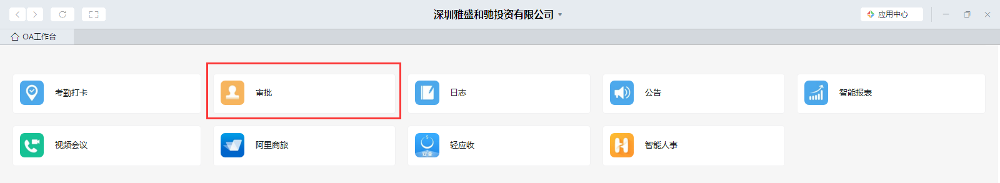 深圳雅盛和驰投资有限公司
应用中心
OA工作台
考勤打卡
审批
日志
公告
智能报表
视频会议
阿里商旅
安全
轻应收
智能人事